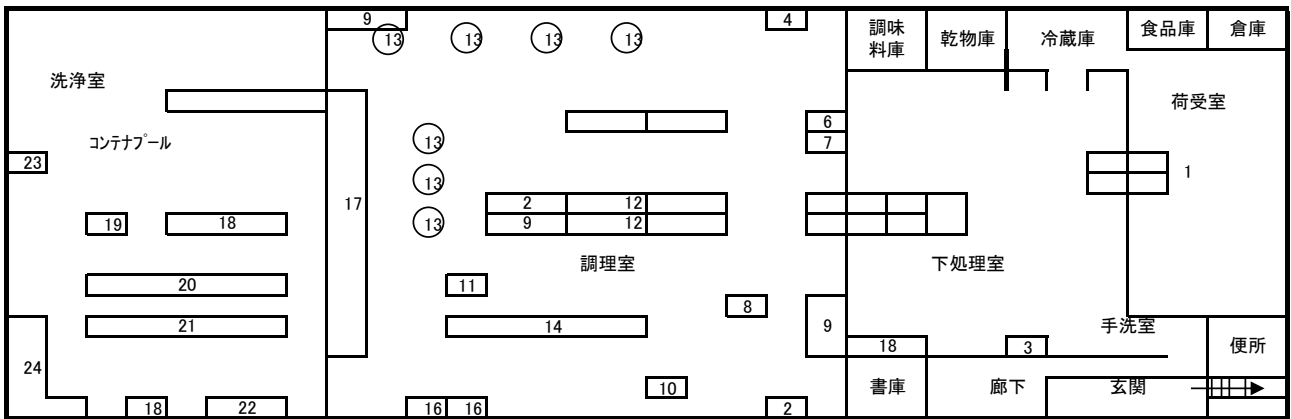 9
4
調味
料庫
乾物庫
冷蔵庫
食品庫
倉庫
13
13
13
13
洗浄室
荷受室
6
コンテナプール
13
7
23
1
13
17
2
12
19
18
13
9
12
調理室
下処理室
20
11
8
9
21
14
手洗室
24
18
3
便所
10
書庫
廊下
玄関
18
22
16
16
2